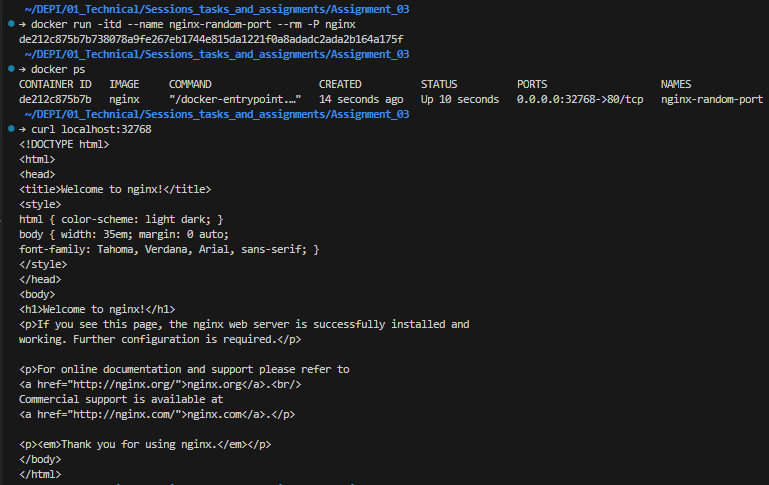 ~/DEPI/01_Technical/Sessions_tasks_and_assignments/Assignment_03
→ docker run -itd --name nginx-random-port --rm -P nginx
de212c875b7b738078a9fe267eb1744e815da1221f0a8adadc2ada2b164a175f
~/DEPI/01_Technical/Sessions_tasks_and_assignments/Assignment_03
→ docker ps
CONTAINER ID   IMAGE     COMMAND                  CREATED          STATUS          PORTS                   NAMES
de212c875b7b   nginx     "/docker-entrypoint.…"   14 seconds ago   Up 10 seconds   0.0.0.0:32768->80/tcp   nginx-random-port
~/DEPI/01_Technical/Sessions_tasks_and_assignments/Assignment_03
→ curl localhost:32768
<!DOCTYPE html>
<html>
<head>
<title>Welcome to nginx!</title>
<style>
html { color-scheme: light dark; }
body { width: 35em; margin: 0 auto;
font-family: Tahoma, Verdana, Arial, sans-serif; }
</style>
</head>
<body>
<h1>Welcome to nginx!</h1>
<p>If you see this page, the nginx web server is successfully installed and
working. Further configuration is required.</p>

<p>For online documentation and support please refer to
<a href="http://nginx.org/">nginx.org</a>.<br/>
Commercial support is available at
<a href="http://nginx.com/">nginx.com</a>.</p>

<p><em>Thank you for using nginx.</em></p>
</body>
</html>
~/DEPI/01_Technical/Sessions_tasks_and_assignments/Assignment_03